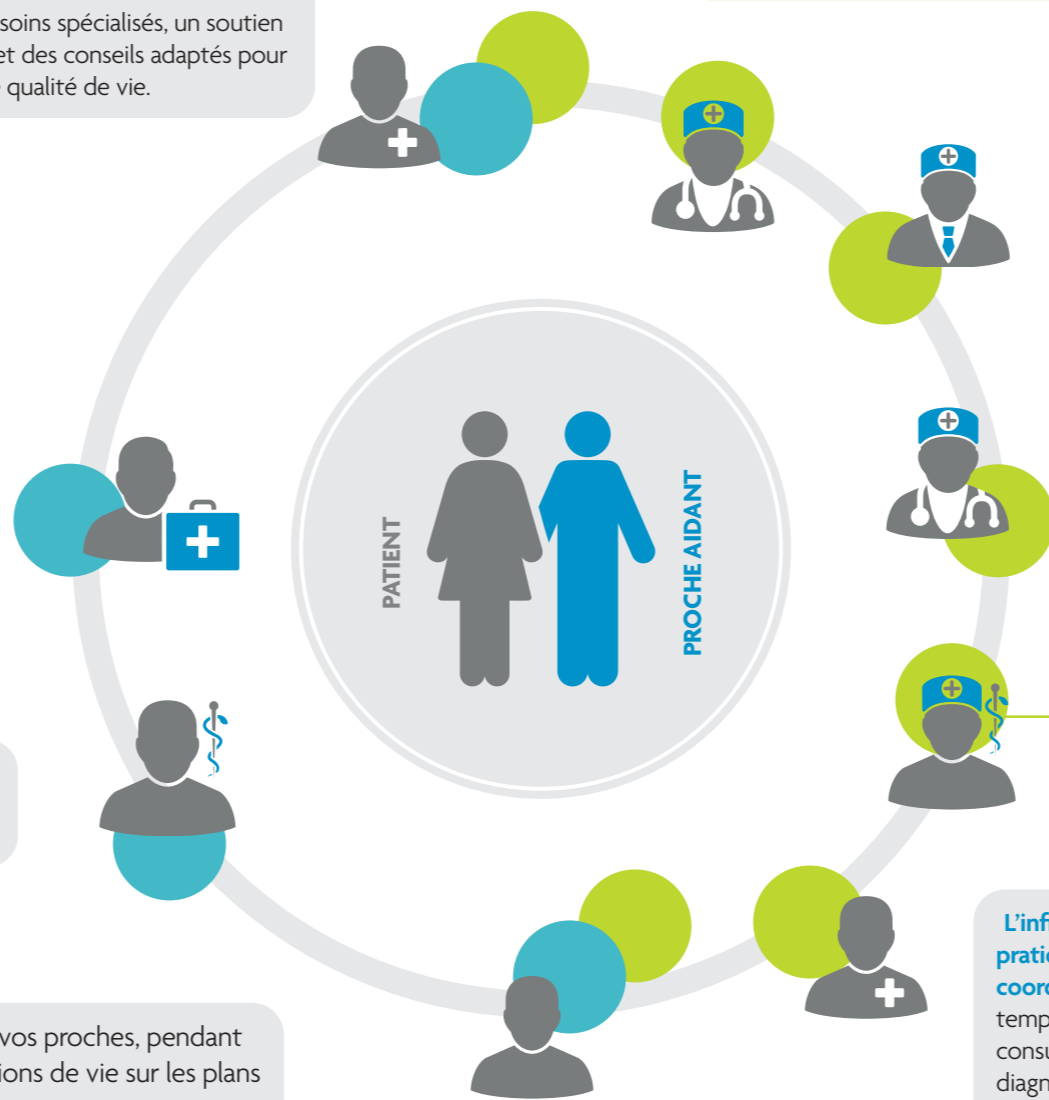 soins spécialisés, un soutien
et des conseils adaptés pour
qualité de vie.
PATIENT
PROCHE AIDANT
vos proches, pendant
ions de vie sur les plans
L'infi
pratic
coord
temp
consu
diagn